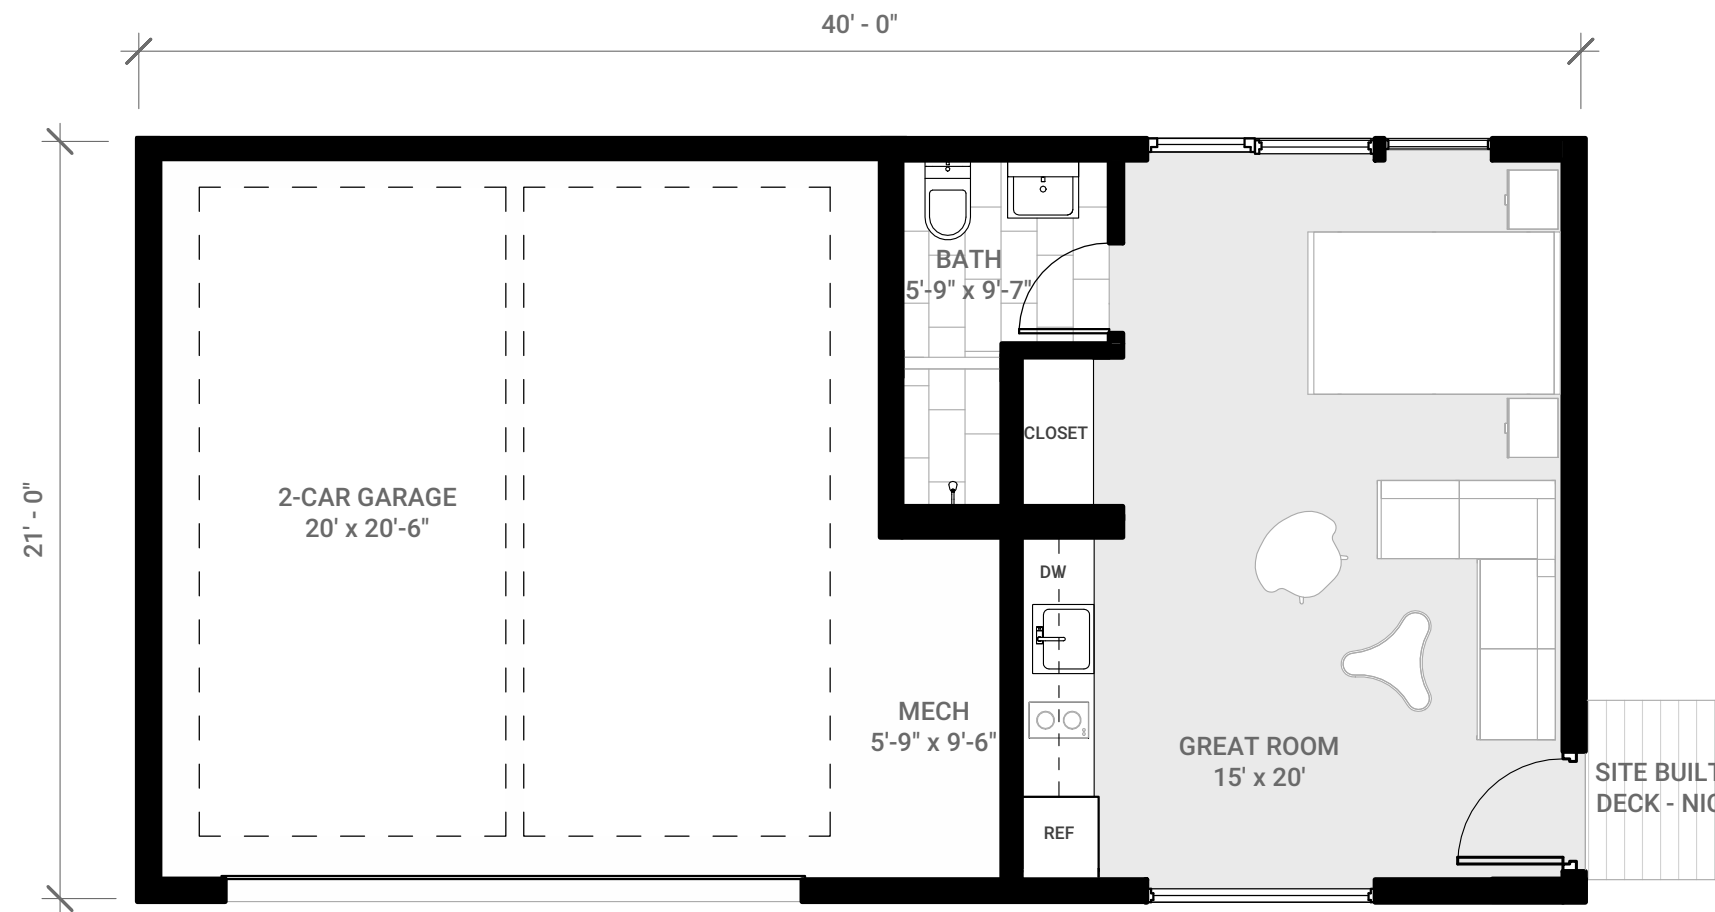 40' - 0"
21' - 0"
BATH
5'-9" x 9'-7"
CLOSET
2-CAR GARAGE
20' x 20'-6"
DW
MECH
5'-9" x 9'-6"
GREAT ROOM
15' x 20'
SITE BUILT
DECK - NIC
REF